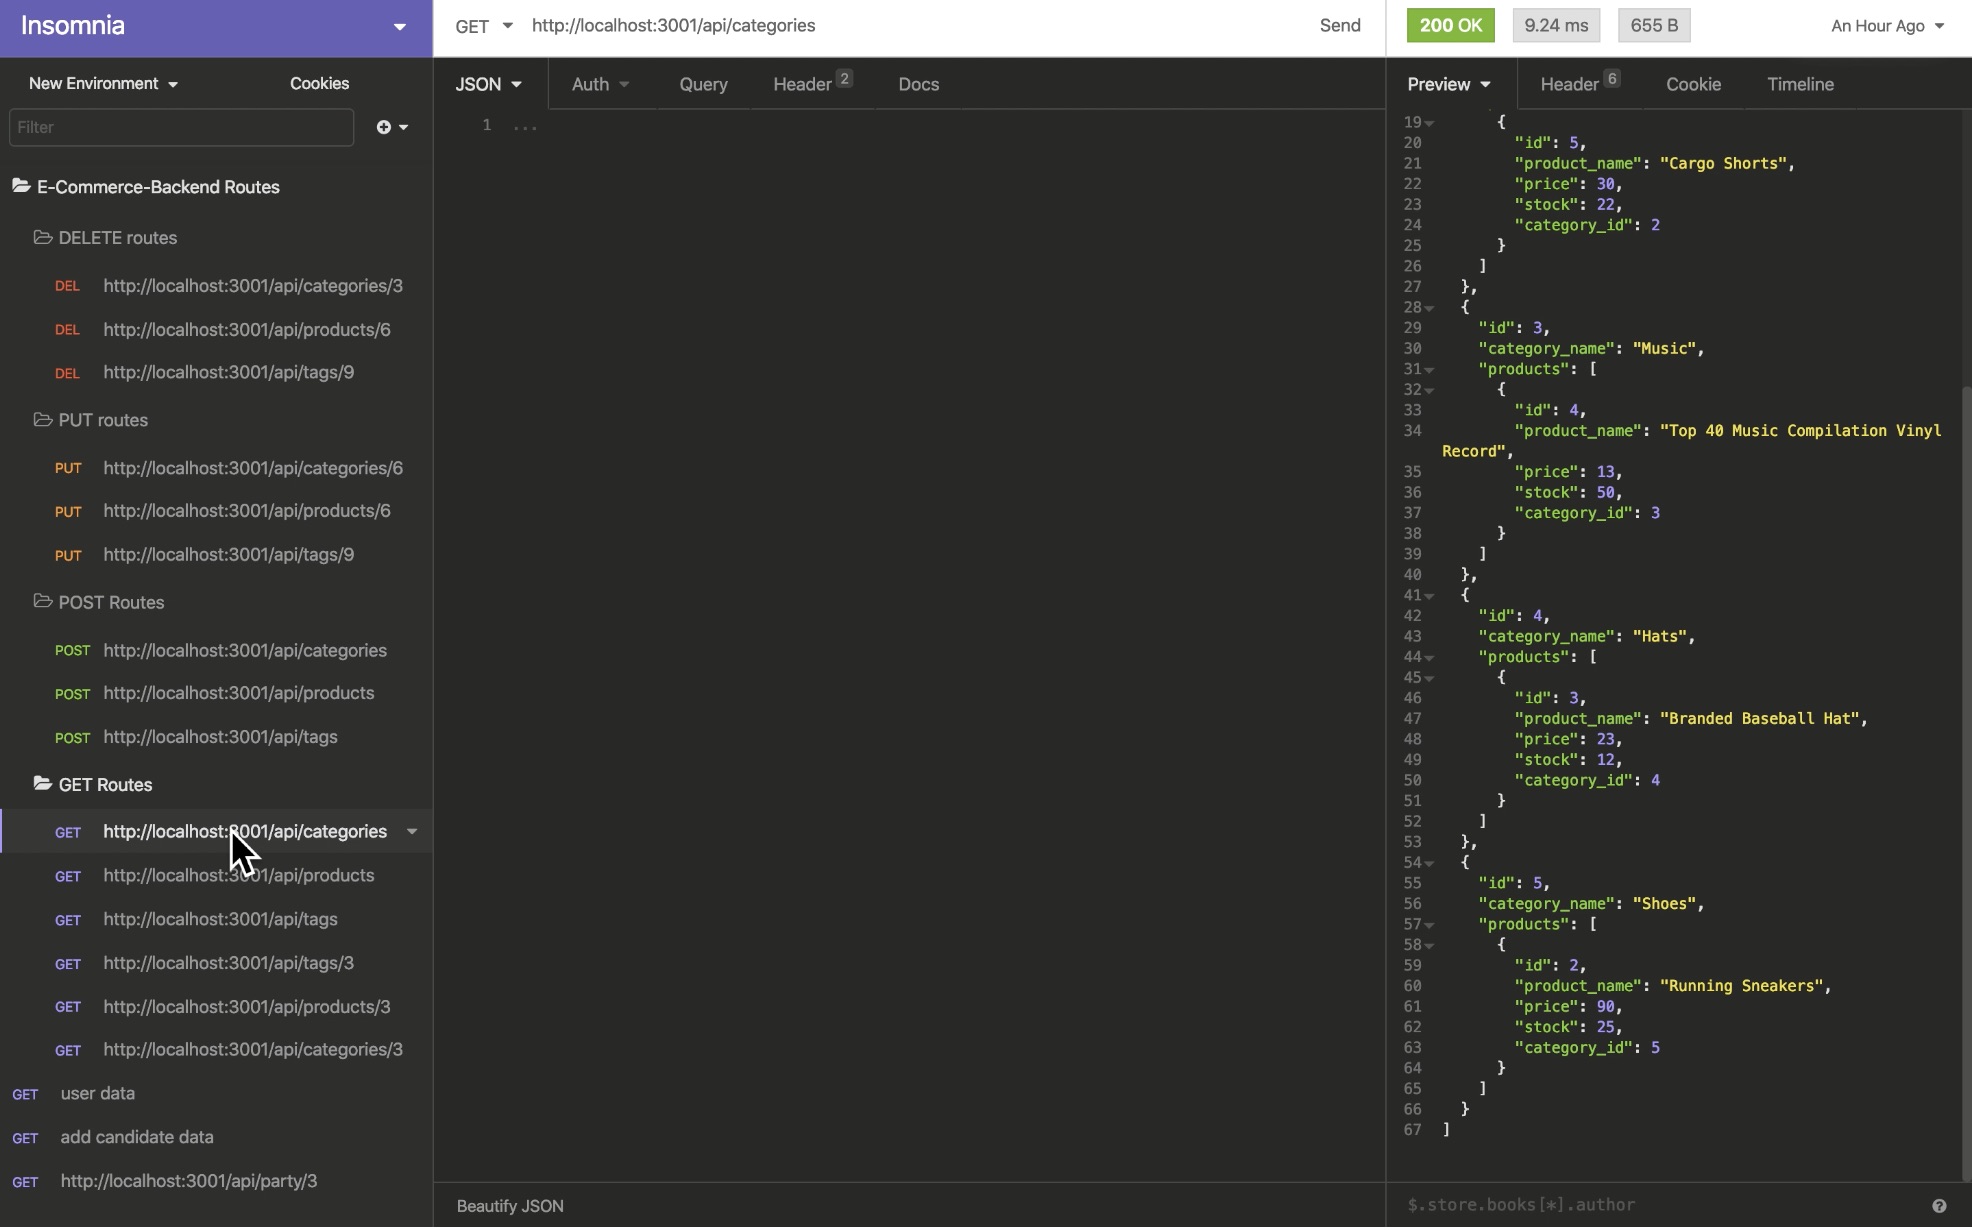 Insomnia
GET http://localhost:3001/api/categories Send
200 OK 9.24 ms 655 B An Hour Ago
New Environment Cookies
Filter
E-Commerce-Backend Routes
DELETE routes
DEL http://localhost:3001/api/categories/3
DEL http://localhost:3001/api/products/6
DEL http://localhost:3001/api/tags/9
PUT routes
PUT http://localhost:3001/api/categories/6
PUT http://localhost:3001/api/products/6
PUT http://localhost:3001/api/tags/9
POST Routes
POST http://localhost:3001/api/categories
POST http://localhost:3001/api/products
POST http://localhost:3001/api/tags
GET Routes
GET http://localhost:3001/api/categories
GET http://localhost:3001/api/products
GET http://localhost:3001/api/tags
GET http://localhost:3001/api/tags/3
GET http://localhost:3001/api/products/3
GET http://localhost:3001/api/categories/3
GET user data
GET add candidate data
GET http://localhost:3001/api/party/3
JSON Auth Query Header 2 Docs
1 ...
Beautify JSON
Preview Header 6 Cookie Timeline
19 {
20 "id": 5,
21 "product_name": "Cargo Shorts",
22 "price": 30,
23 "stock": 22,
24 "category_id": 2
25 }
26 ]
27 },
28 {
29 "id": 3,
30 "category_name": "Music",
31 "products": [
32 {
33 "id": 4,
34 "product_name": "Top 40 Music Compilation Vinyl
Record",
35 "price": 13,
36 "stock": 50,
37 "category_id": 3
38 }
39 ]
40 },
41 {
42 "id": 4,
43 "category_name": "Hats",
44 "products": [
45 {
46 "id": 3,
47 "product_name": "Branded Baseball Hat",
48 "price": 23,
49 "stock": 12,
50 "category_id": 4
51 }
52 ]
53 },
54 {
55 "id": 5,
56 "category_name": "Shoes",
57 "products": [
58 {
59 "id": 2,
60 "product_name": "Running Sneakers",
61 "price": 90,
62 "stock": 25,
63 "category_id": 5
64 }
65 ]
66 }
67 ]
$.store.books[*].author